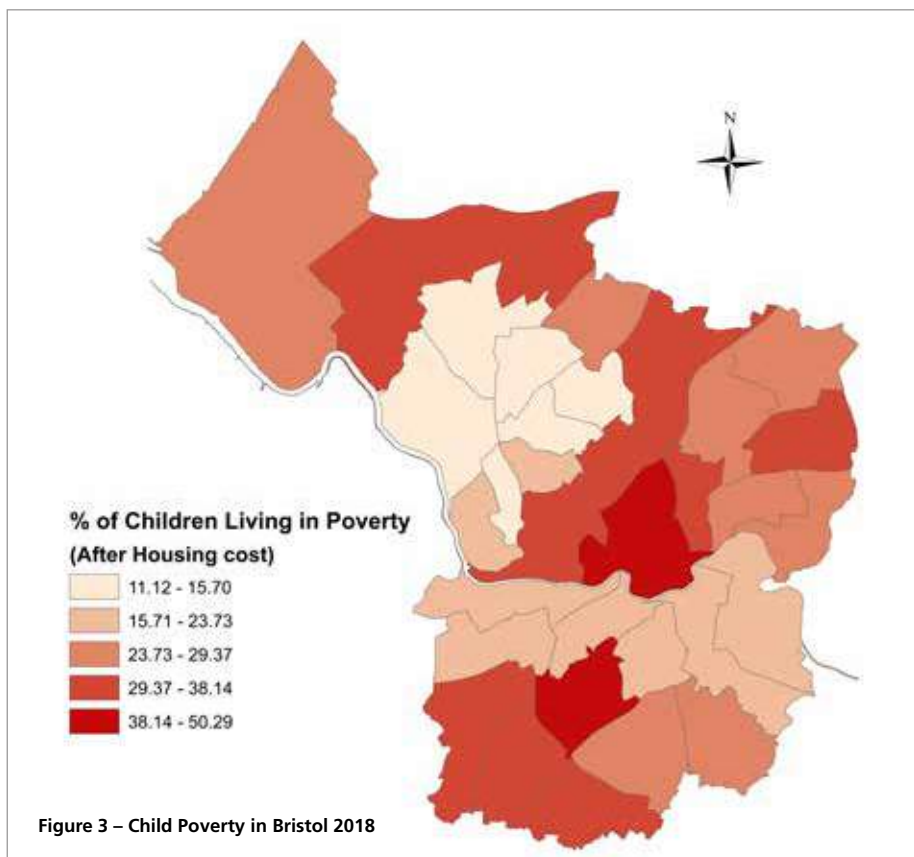 N
% of Children Living in Poverty
(After Housing cost)
11.12 - 15.70
15.71 - 23.73
23.73 - 29.37
29.37 - 38.14
38.14 - 50.29
Figure 3 – Child Poverty in Bristol 2018